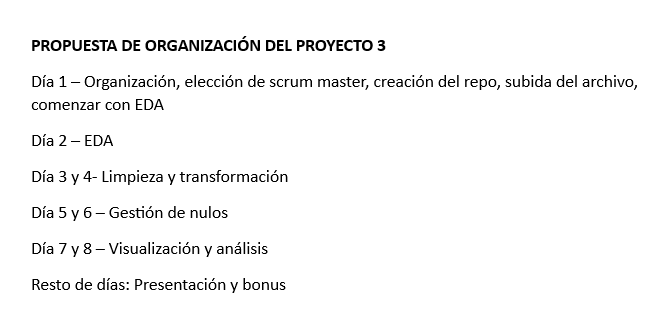 PROPUESTA DE ORGANIZACIÓN DEL PROYECTO 3
Día 1 – Organización, elección de scrum master, creación del repo, subida del archivo,
comenzar con EDA
Día 2 – EDA
Día 3 y 4- Limpieza y transformación
Día 5 y 6 – Gestión de nulos
Día 7 y 8 – Visualización y análisis
Resto de días: Presentación y bonus